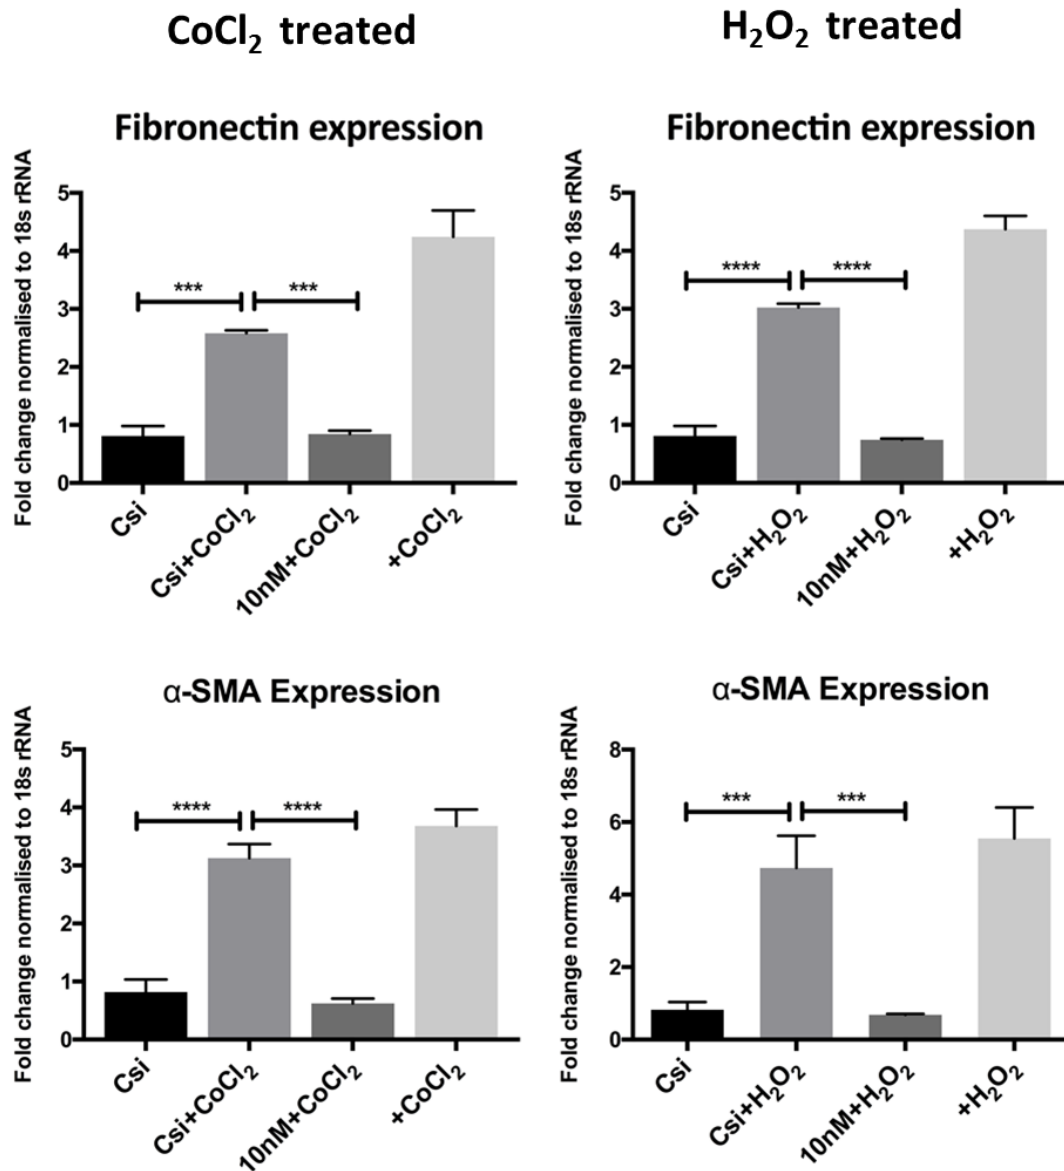 CoCl₂ treated
H₂O₂ treated
Fibronectin expression
Fold change normalised to 18s rRNA
5
4
3
2
1
0
***
***
Csi
Csi+CoCl₂
10nM+CoCl₂
+CoCl₂
Fibronectin expression
Fold change normalised to 18s rRNA
5
4
3
2
1
0
****
****
Csi
Csi+H₂O₂
10nM+H₂O₂
+H₂O₂
α-SMA Expression
Fold change normalised to 18s rRNA
5
4
3
2
1
0
****
****
Csi
Csi+CoCl₂
10nM+CoCl₂
+CoCl₂
α-SMA Expression
Fold change normalised to 18s rRNA
8
6
4
2
0
***
***
Csi
Csi+H₂O₂
10nM+H₂O₂
+H₂O₂